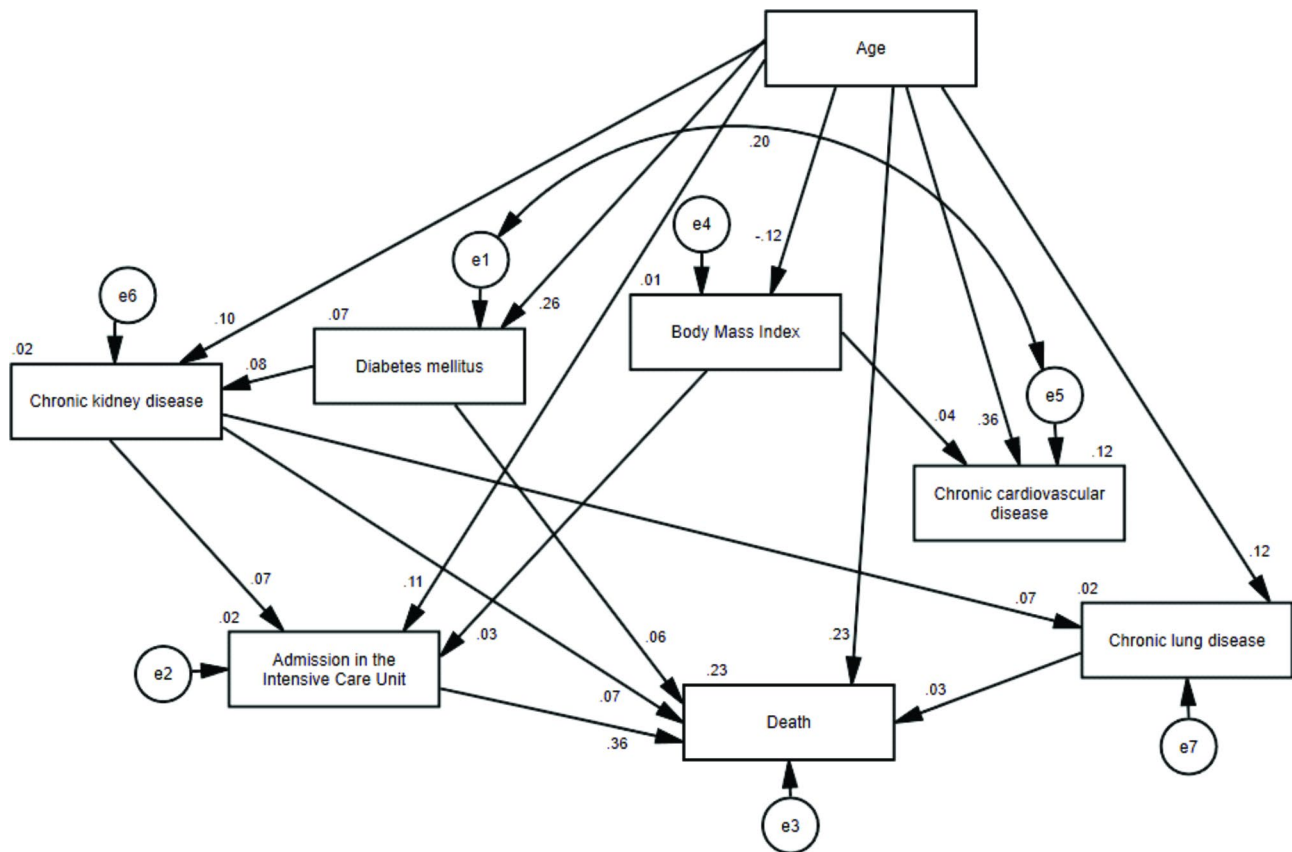 Age
.20
e4
-.12
e1
.01
e6
.10
.07
.26
Body Mass Index
.02
.08
Diabetes mellitus
e5
Chronic kidney disease
.04
.36
.12
Chronic cardiovascular
disease
.12
.07
.11
.02
.07
.02
.03
.06
.23
Chronic lung disease
e2
Admission in the
Intensive Care Unit
.23
.07
.03
Death
.36
e7
e3